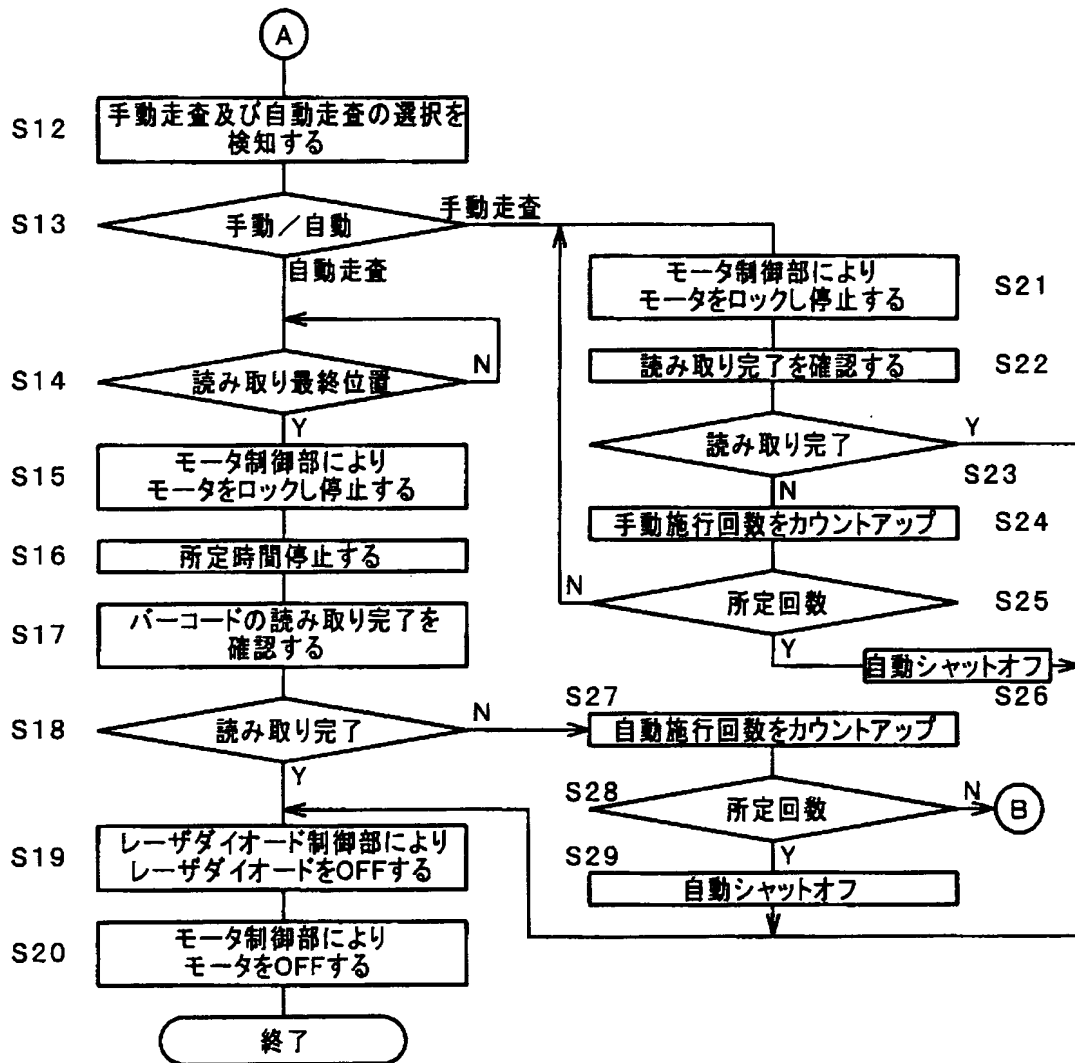 A
S12
手動走査及び自動走査の選択を
検知する
S13
手動／自動
手動走査
自動走査
S14
読み取り最終位置
N
Y
S15
モータ制御部により
モータをロックし停止する
S16
所定時間停止する
S17
バーコードの読み取り完了を
確認する
S18
読み取り完了
N
Y
S19
レーザダイオード制御部により
レーザダイオードをOFFする
S20
モータ制御部により
モータをOFFする
終了
モータ制御部により
モータをロックし停止する
S21
読み取り完了を確認する
S22
読み取り完了
Y
S23
N
手動施行回数をカウントアップ
S24
N
所定回数
S25
Y
自動シャットオフ
S26
S27
自動施行回数をカウントアップ
S28
所定回数
N
B
Y
S29
自動シャットオフ